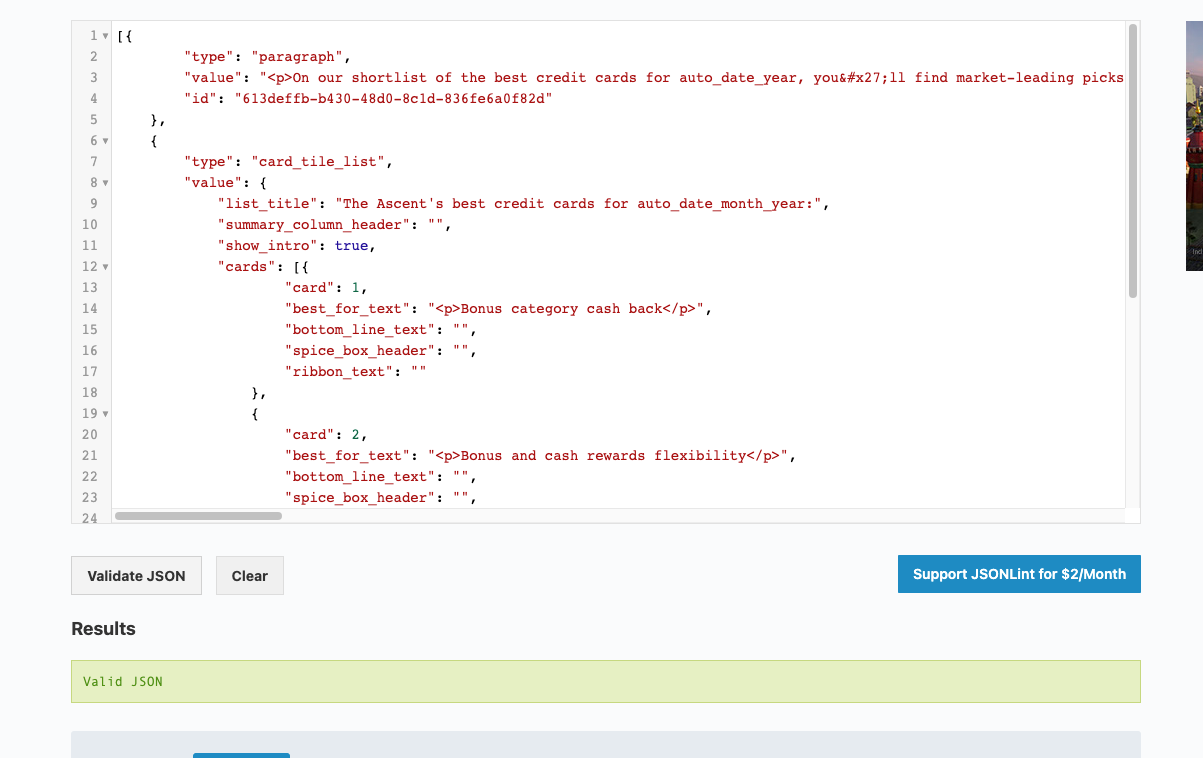 1 [{
2 "type": "paragraph",
3 "value": "<p>On our shortlist of the best credit cards for auto_date_year, you&#x27;ll find market-leading picks
4 "id": "613deffb-b430-48d0-8c1d-836fe6a0f82d"
5 },
6 {
7 "type": "card_tile_list",
8 "value": {
9 "list_title": "The Ascent's best credit cards for auto_date_month_year:",
10 "summary_column_header": "",
11 "show_intro": true,
12 "cards": [{
13 "card": 1,
14 "best_for_text": "<p>Bonus category cash back</p>",
15 "bottom_line_text": "",
16 "spice_box_header": "",
17 "ribbon_text": ""
18 },
19 {
20 "card": 2,
21 "best_for_text": "<p>Bonus and cash rewards flexibility</p>",
22 "bottom_line_text": "",
23 "spice_box_header": "",
24
Validate JSON
Clear
Support JSONLint for $2/Month
Results
Valid JSON